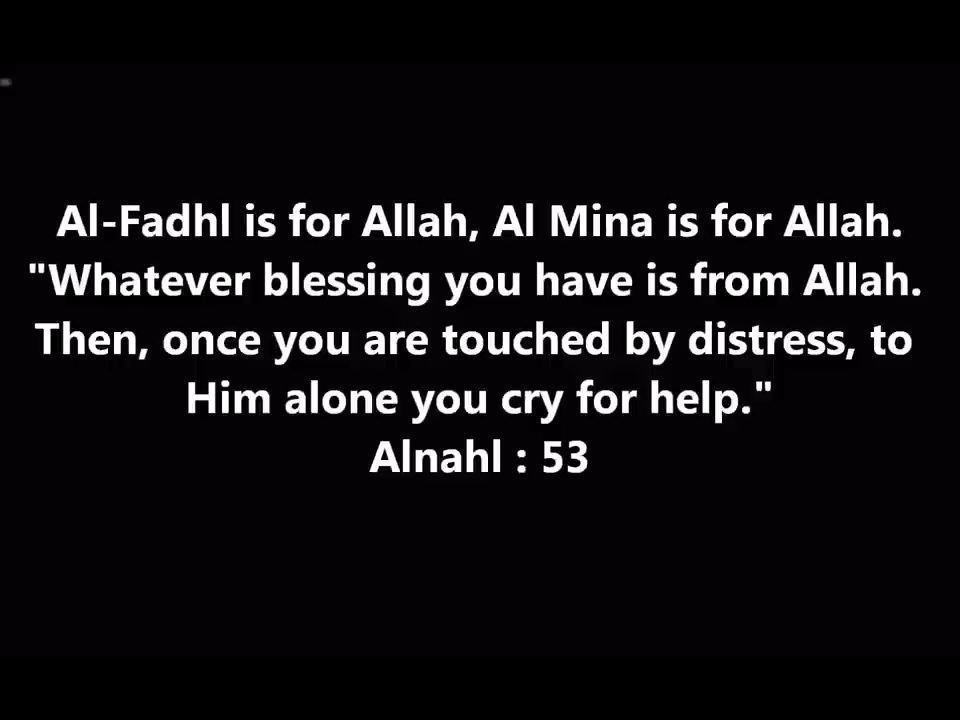 Al-Fadhl is for Allah, Al Mina is for Allah.
"Whatever blessing you have is from Allah.
Then, once you are touched by distress, to
Him alone you cry for help."
Alnahl : 53